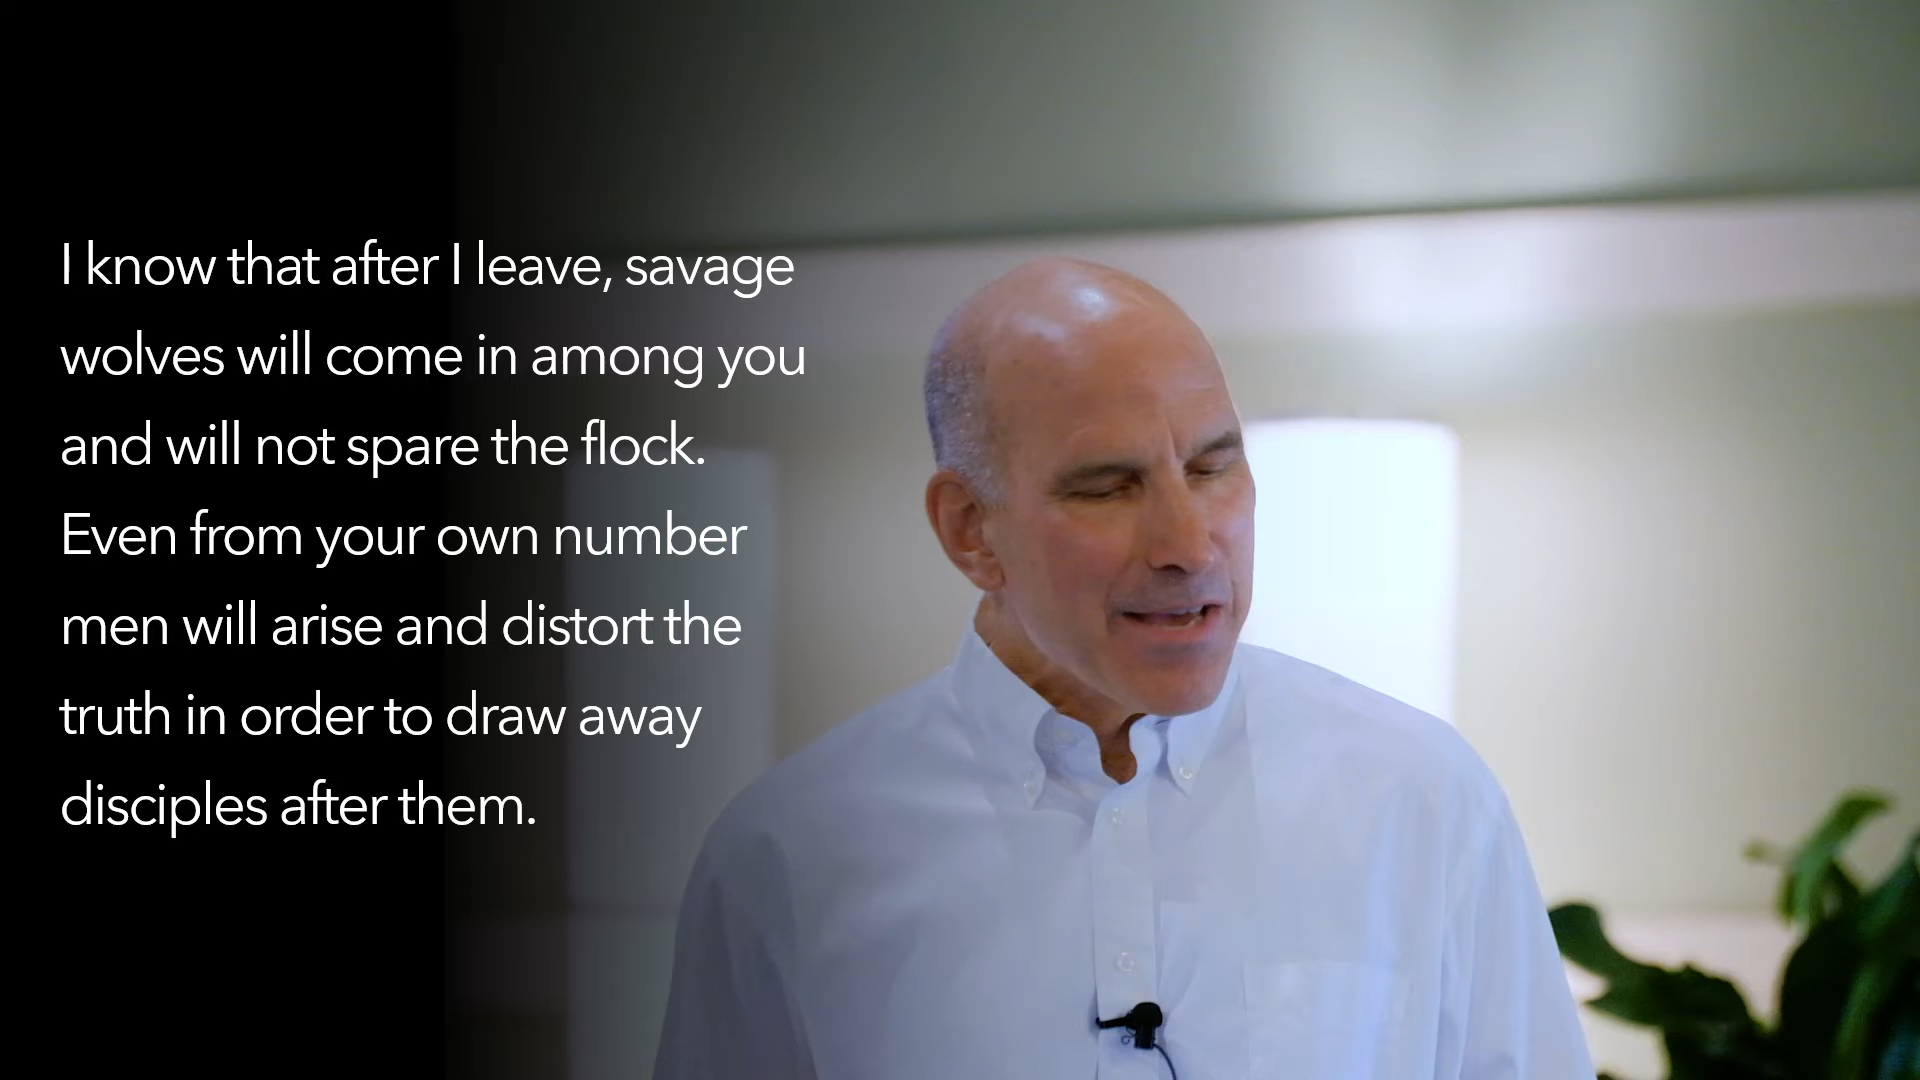 I know that after I leave, savage
wolves will come in among you
and will not spare the flock.
Even from your own number
men will arise and distort the
truth in order to draw away
disciples after them.